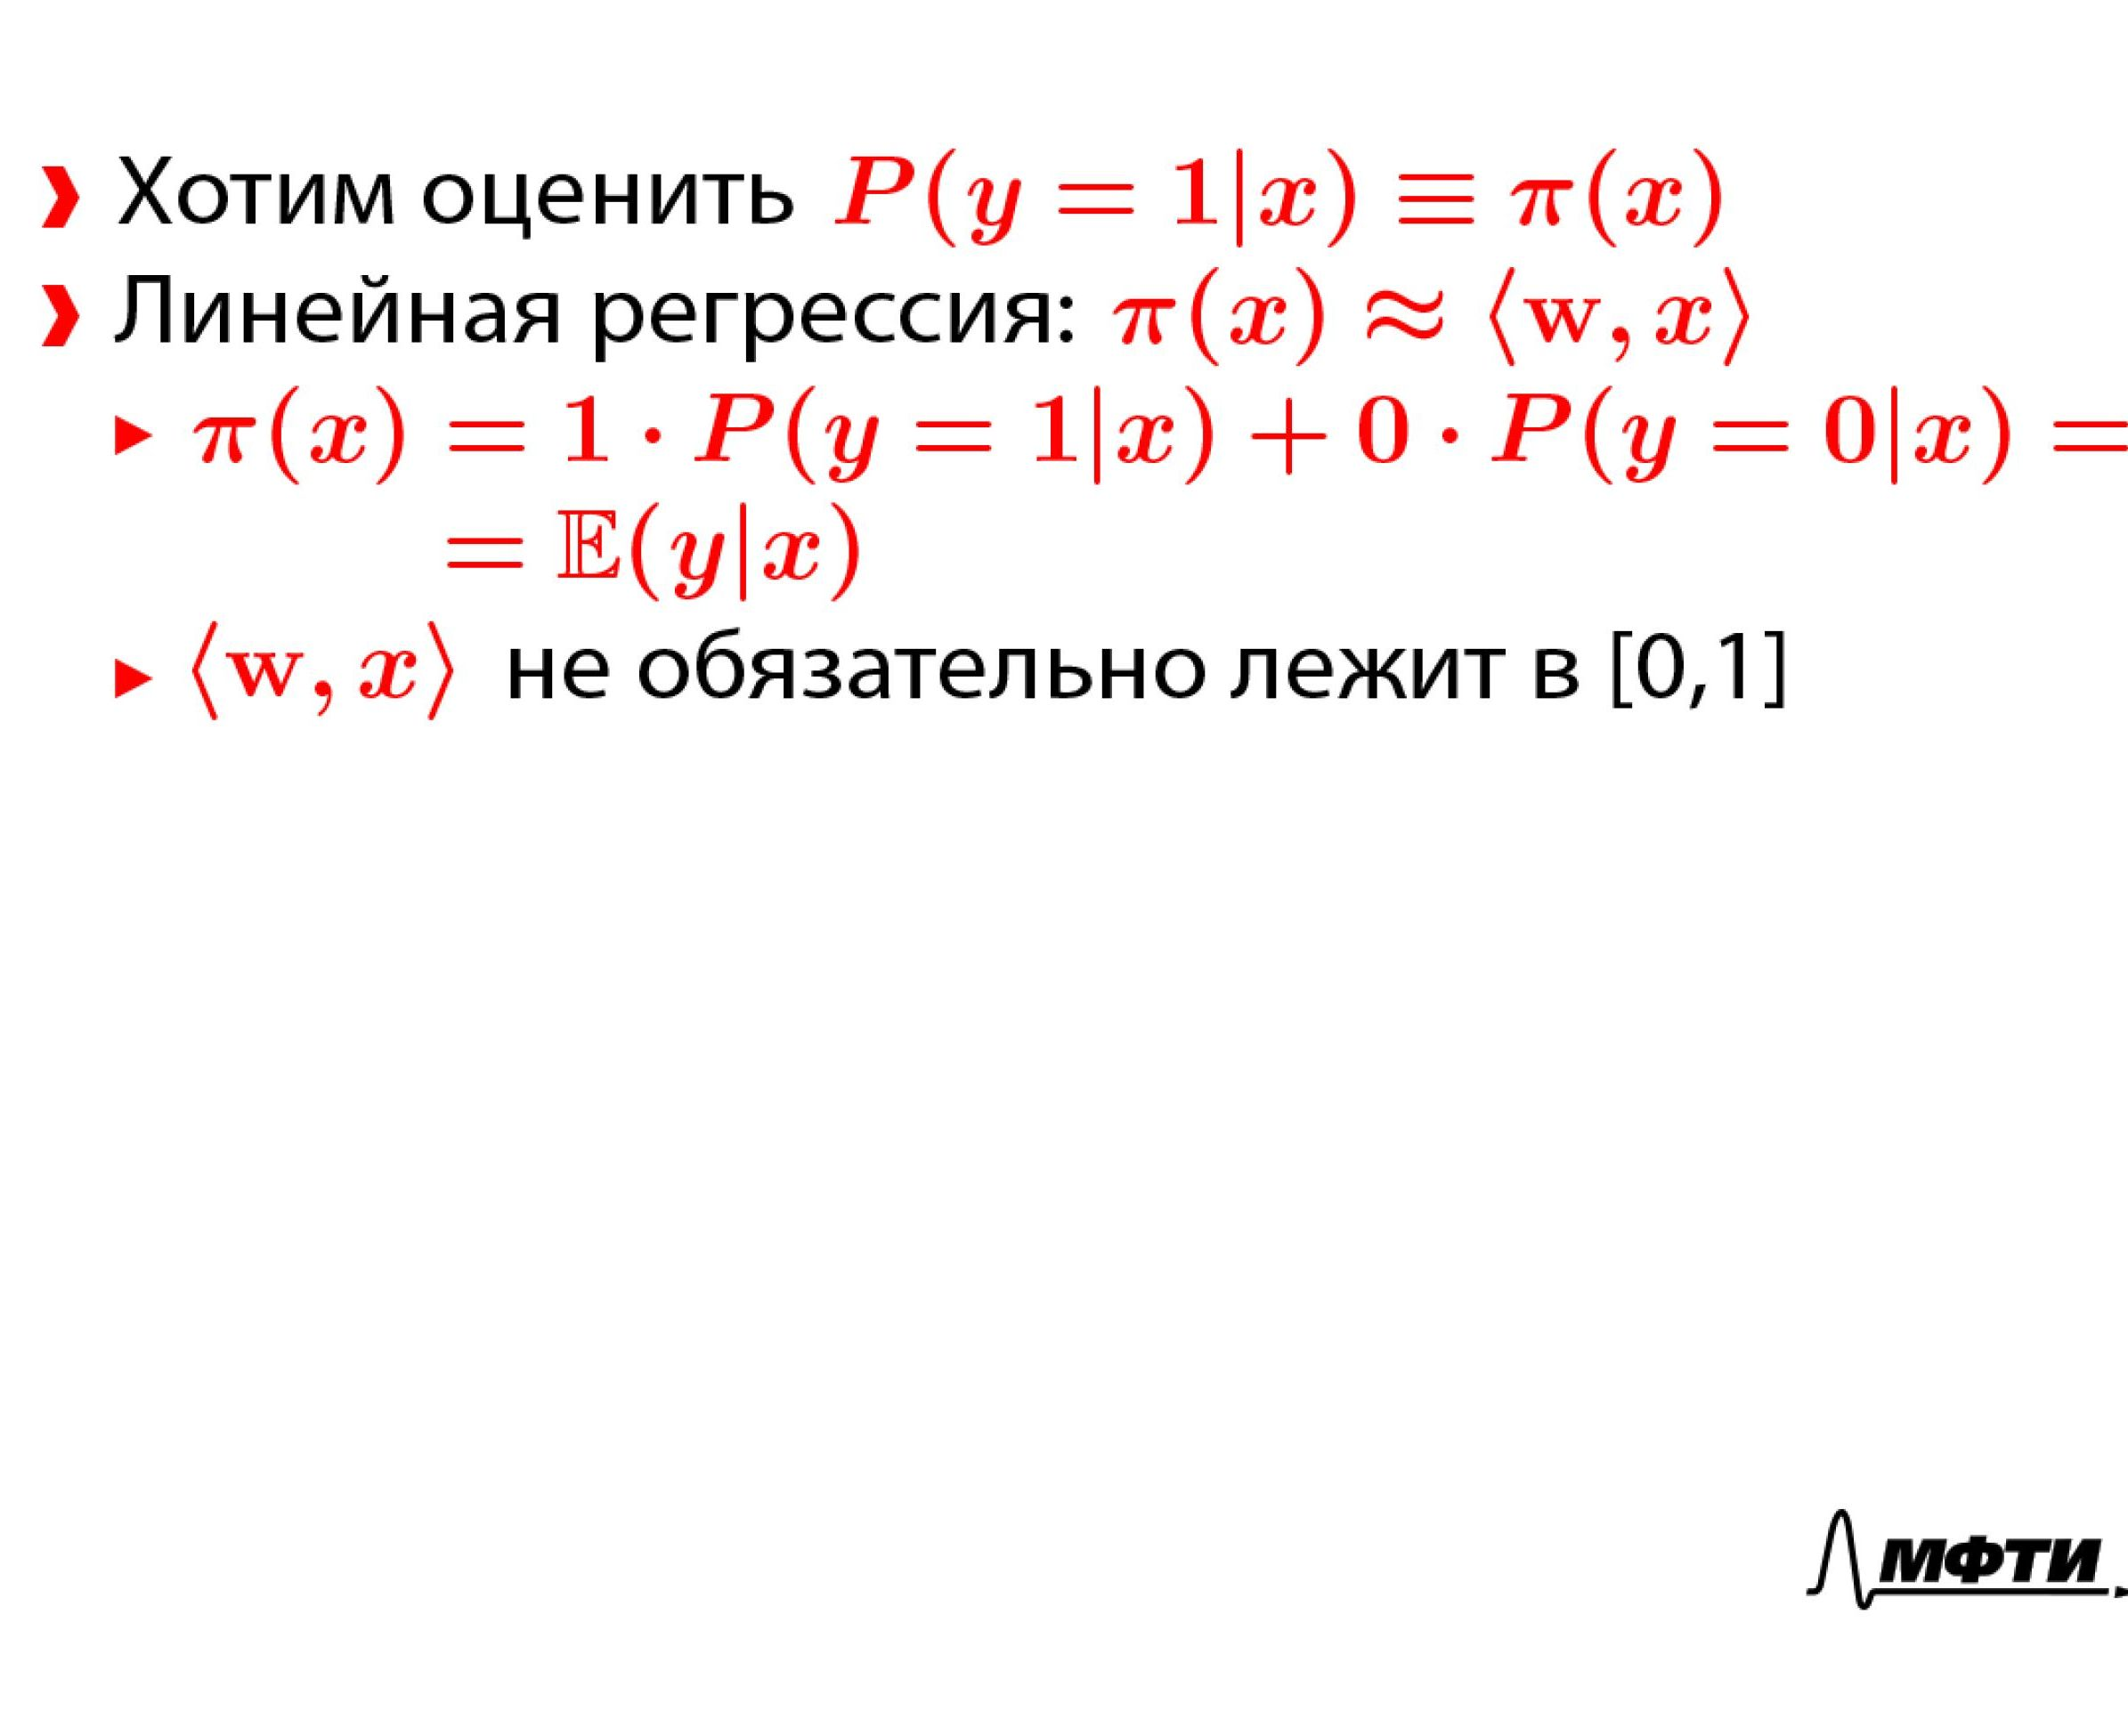 Хотим оценить P(y = 1|x) ≡ π(x)
Линейная регрессия: π(x) ≈ ⟨w, x⟩
π(x) = 1 · P(y = 1|x) + 0 · P(y = 0|x) =
= 𝔼(y|x)
⟨w, x⟩ не обязательно лежит в [0,1]
МФТИ